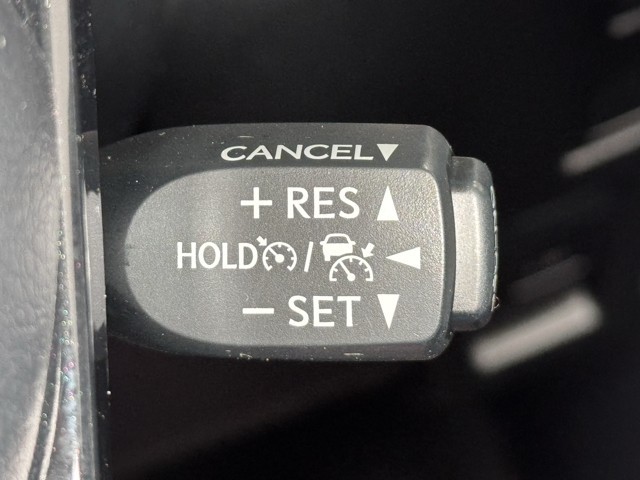 CANCEL▼
+ RES ▲
HOLD / ◀
− SET ▼